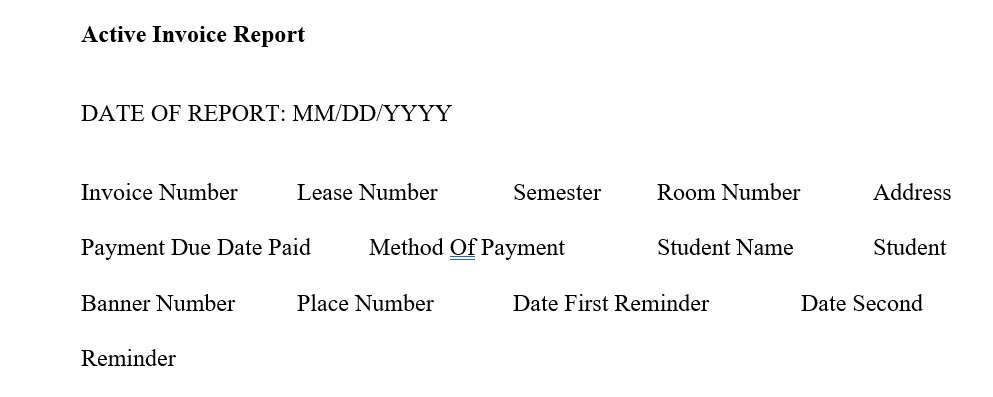 Active Invoice Report
DATE OF REPORT: MM/DD/YYYY
Invoice Number Lease Number Semester Room Number Address
Payment Due Date Paid Method Of Payment Student Name Student
Banner Number Place Number Date First Reminder Date Second
Reminder